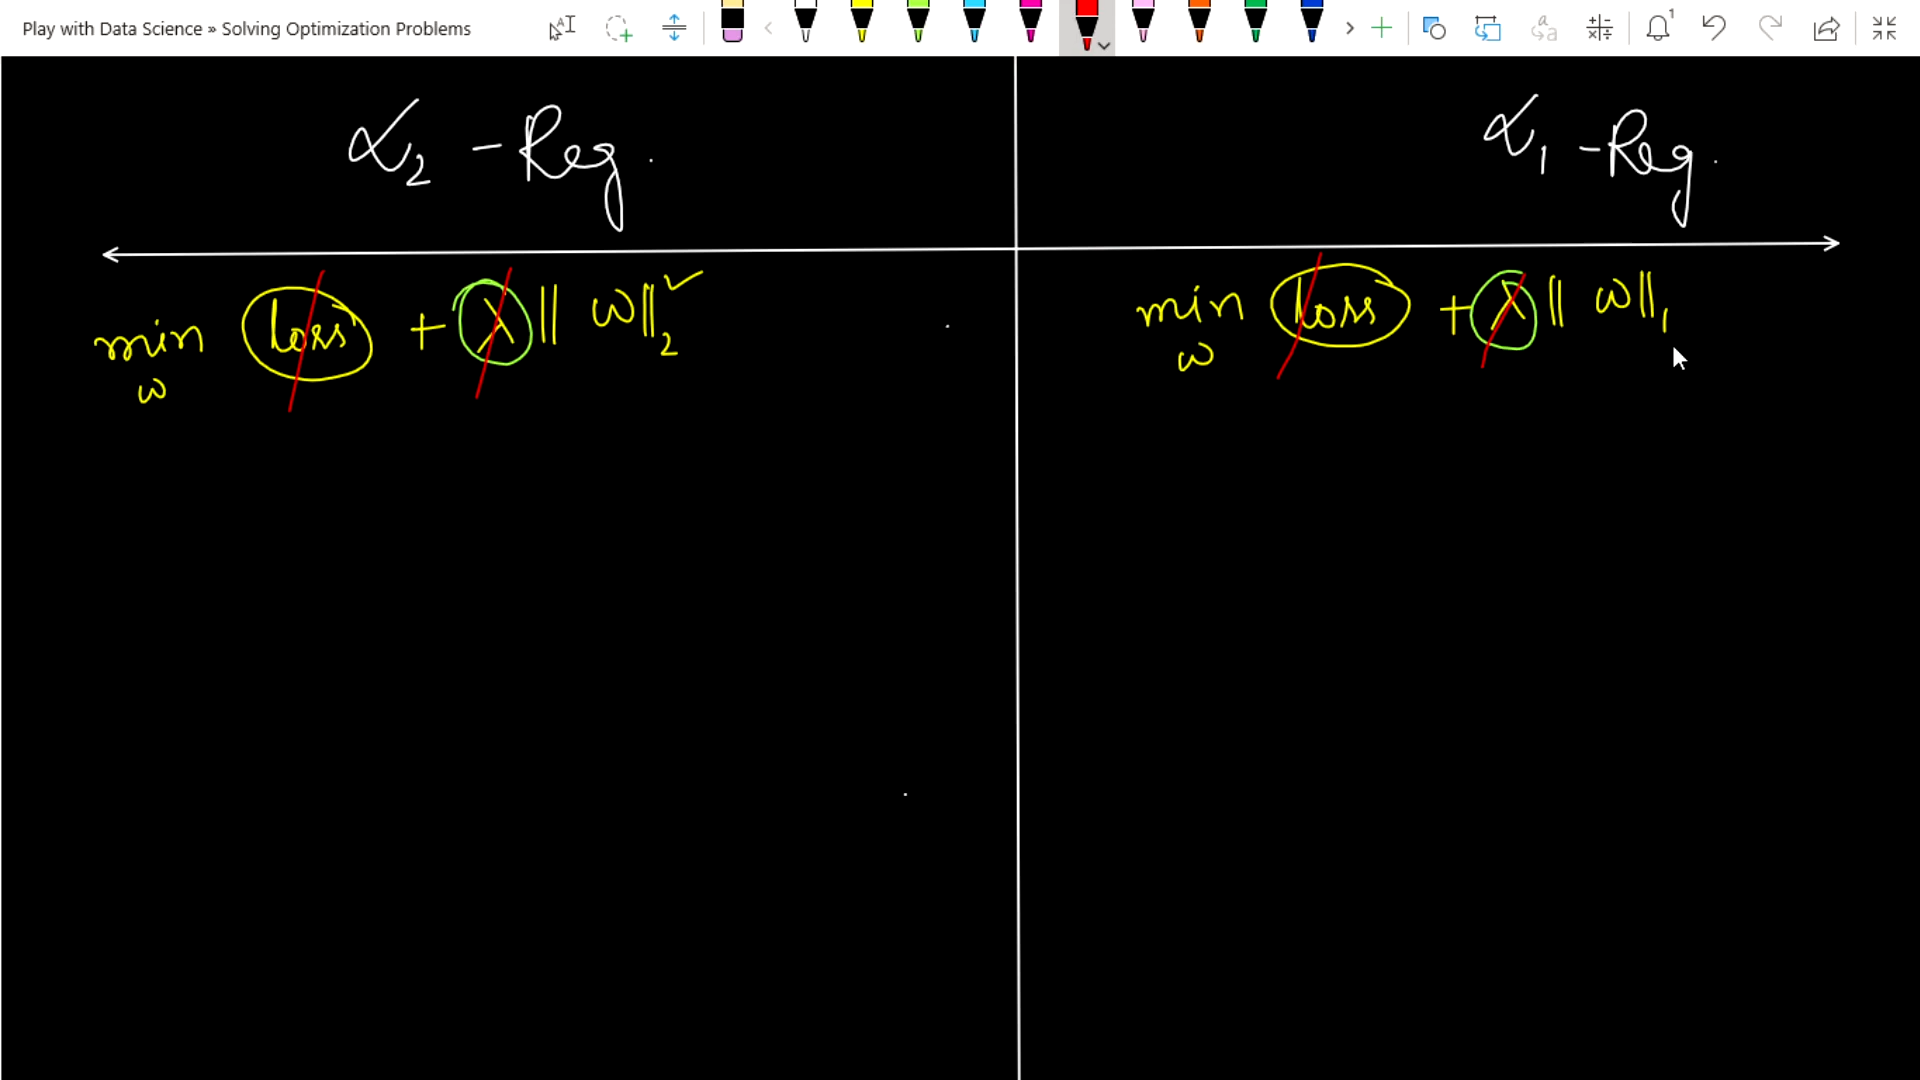 Play with Data Science » Solving Optimization Problems
L₂ - Reg.
L₁ - Reg.
min loss + λ || ω ||₂²
ω
min loss + λ || ω ||₁
ω